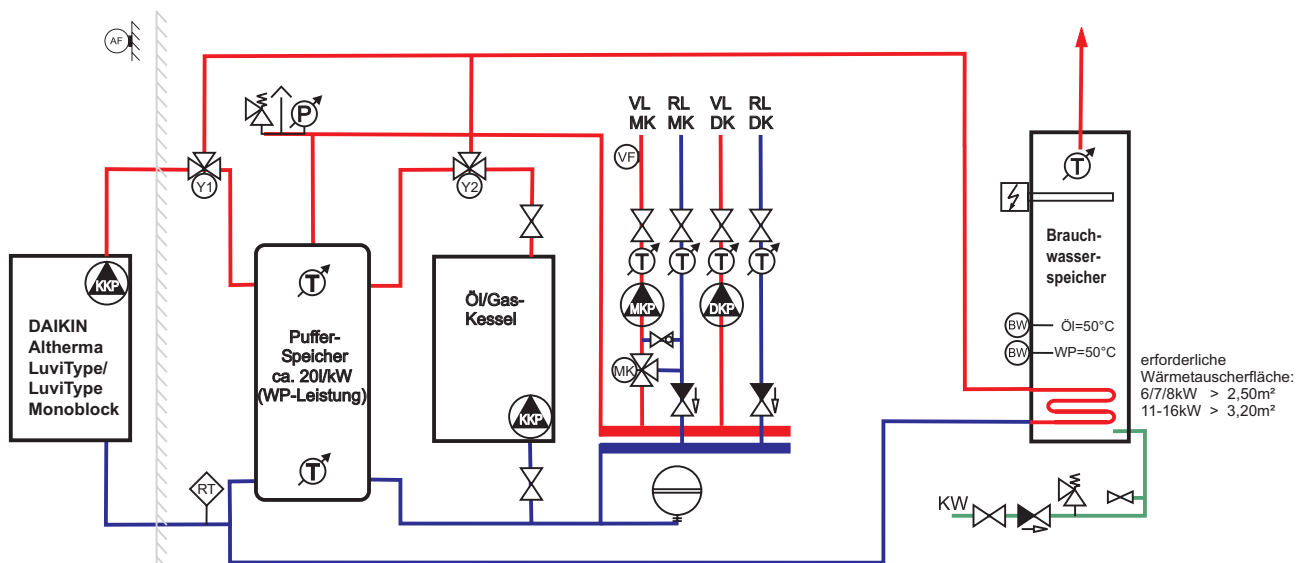 AF
P
VL
MK
RL
MK
VL
DK
RL
DK
VF
T
Y1
Y2
KKP
DAIKIN
Altherma
LuviType/
LuviType
Monoblock
RT
T
Puffer-
Speicher
ca. 20l/kW
(WP-Leistung)
T
Öl/Gas-
Kessel
KKP
T
T
T
T
MKP
DKP
MK
Brauch-
wasser-
speicher
BW
Öl=50°C
BW
WP=50°C
erforderliche
Wärmetauscherfläche:
6/7/8kW > 2,50m²
11-16kW > 3,20m²
KW